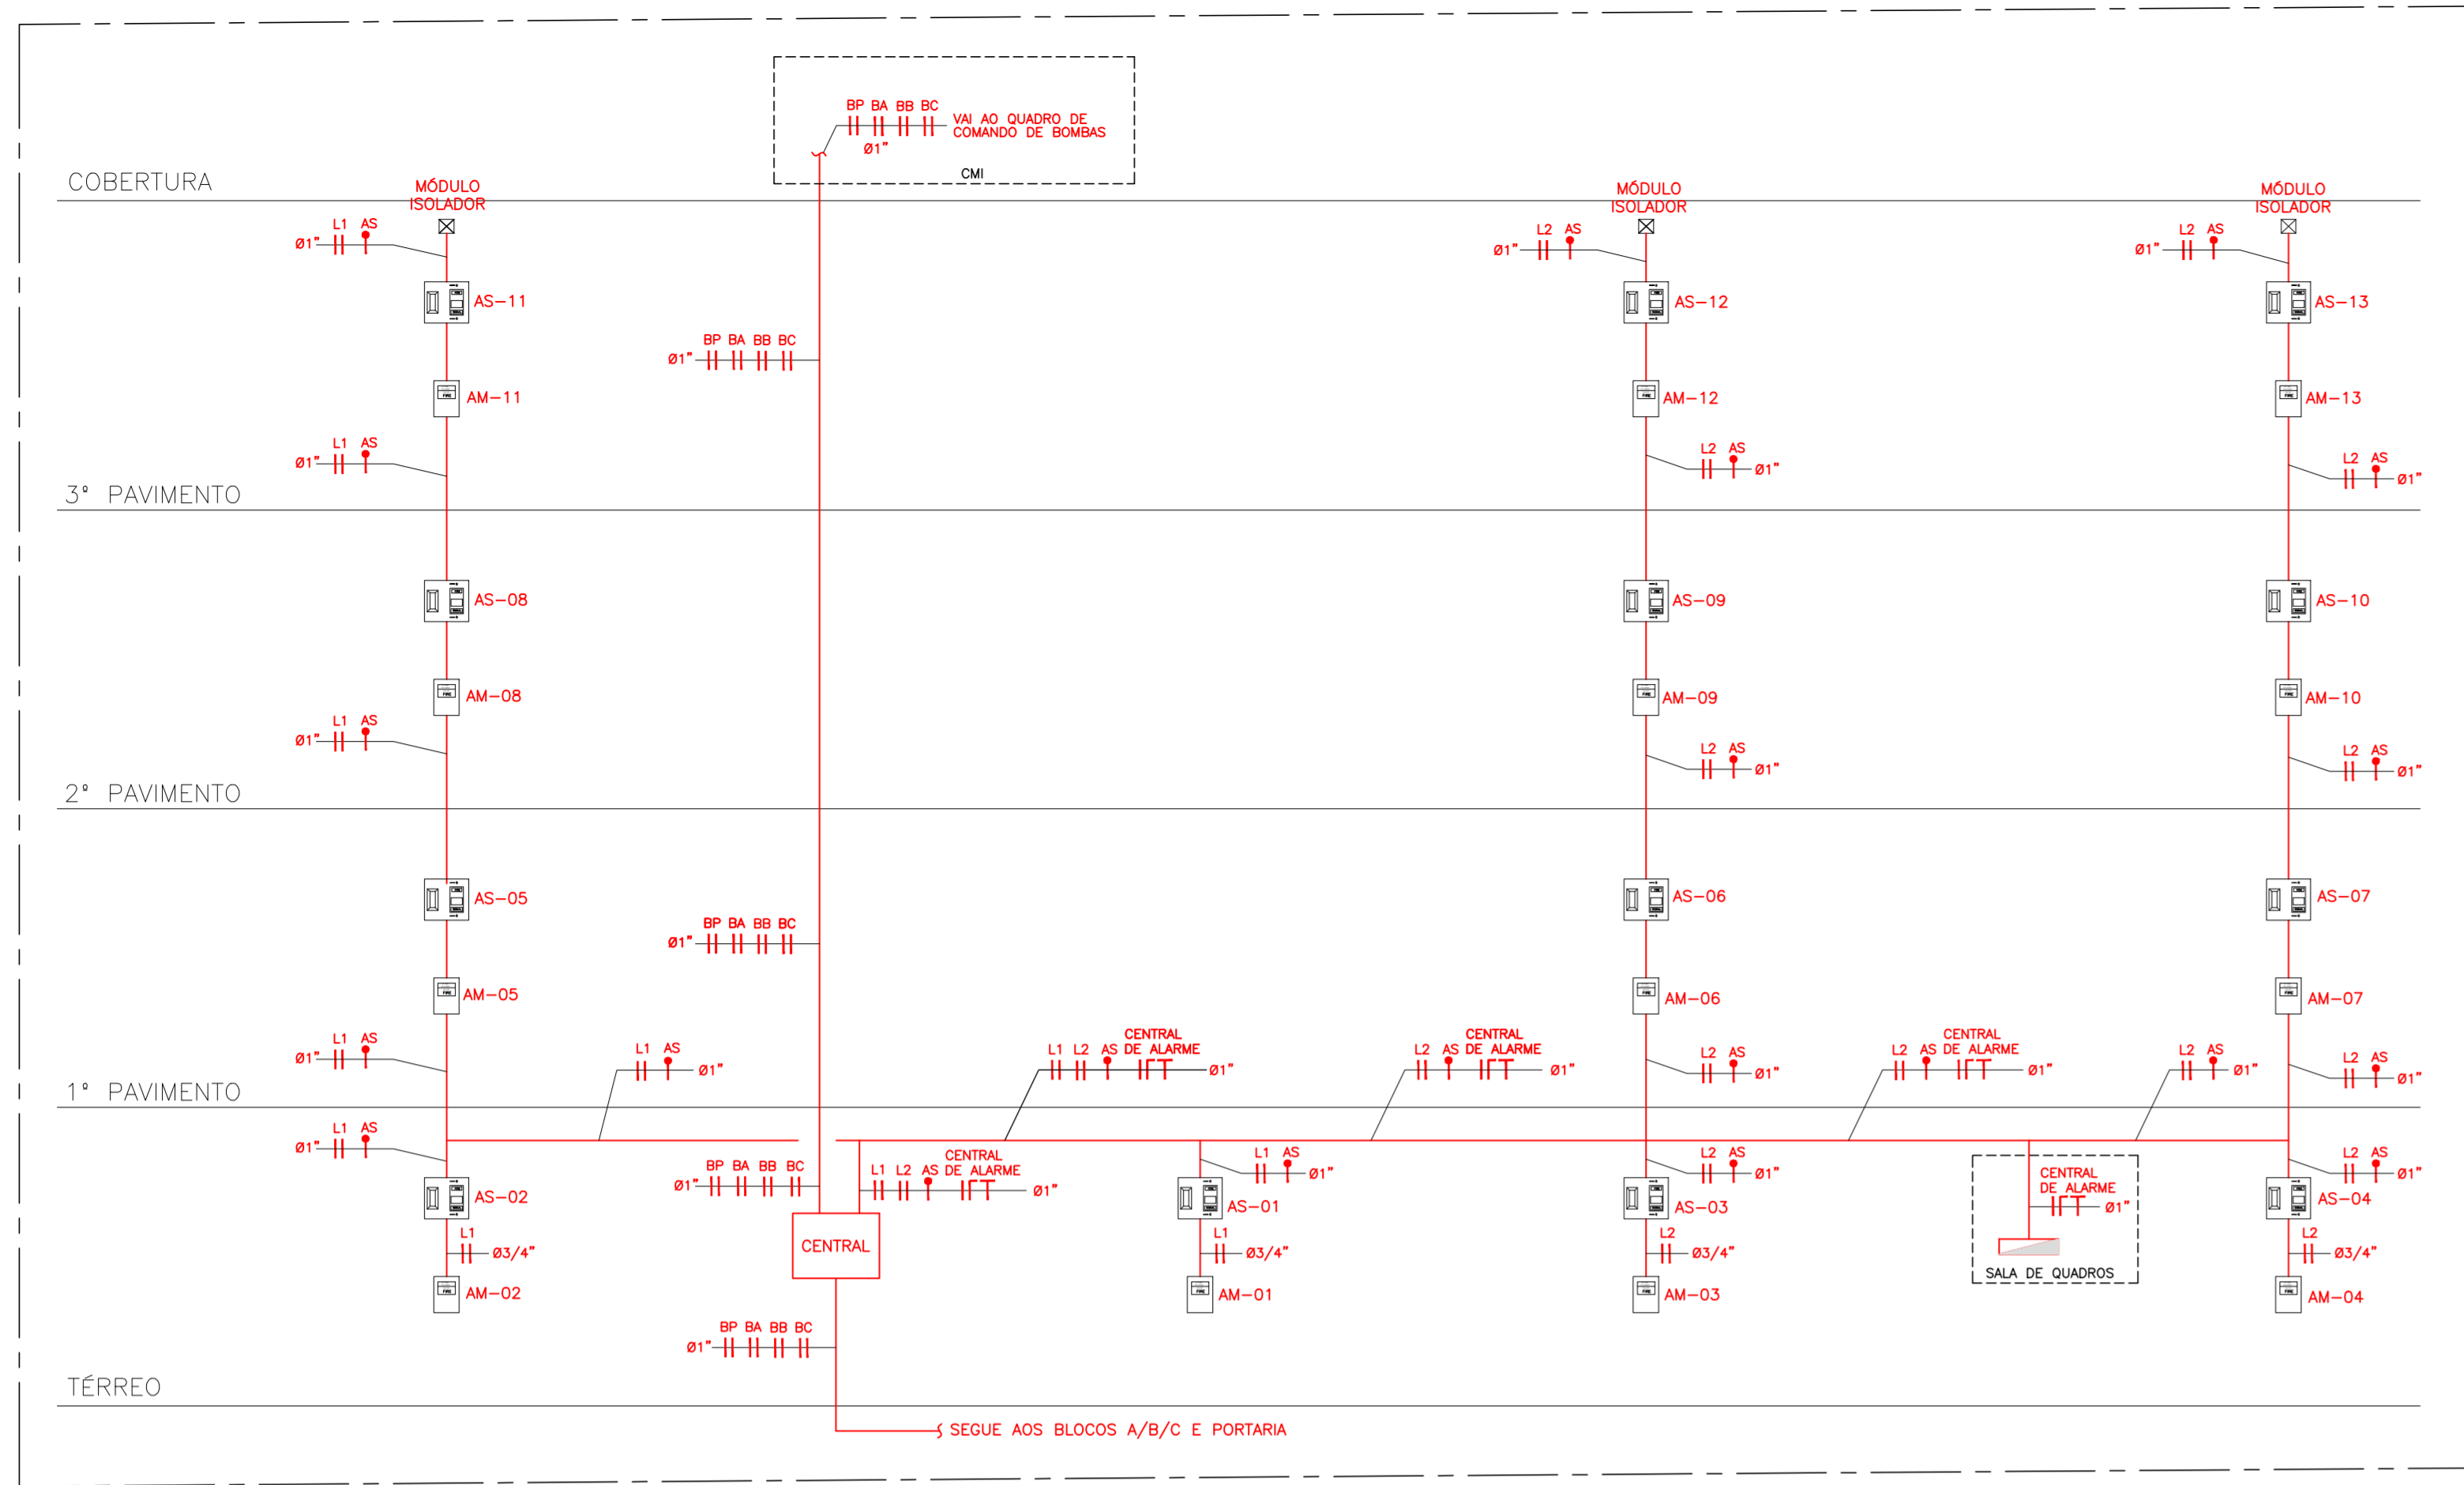 BP BA BB BC
VAI AO QUADRO DE
COMANDO DE BOMBAS
Ø1"
CMI
COBERTURA
MÓDULO
ISOLADOR
MÓDULO
ISOLADOR
MÓDULO
ISOLADOR
L1 AS
Ø1"
L2 AS
Ø1"
L2 AS
Ø1"
AS-11
AS-12
AS-13
BP BA BB BC
Ø1"
AM-11
AM-12
AM-13
L1 AS
Ø1"
L2 AS
Ø1"
L2 AS
Ø1"
3º PAVIMENTO
AS-08
AS-09
AS-10
AM-08
AM-09
AM-10
L1 AS
Ø1"
L2 AS
Ø1"
L2 AS
Ø1"
2º PAVIMENTO
AS-05
AS-06
AS-07
BP BA BB BC
Ø1"
AM-05
AM-06
AM-07
L1 AS
Ø1"
L1 AS
Ø1"
L1 L2 AS CENTRAL
DE ALARME
Ø1"
L2 AS CENTRAL
DE ALARME
Ø1"
L2 AS
Ø1"
L2 AS CENTRAL
DE ALARME
Ø1"
L2 AS
Ø1"
L2 AS
Ø1"
1º PAVIMENTO
L1 AS
Ø1"
BP BA BB BC
Ø1"
L1 L2 AS CENTRAL
DE ALARME
Ø1"
L1 AS
Ø1"
L2 AS
Ø1"
CENTRAL
DE ALARME
Ø1"
L2 AS
Ø1"
AS-02
AS-01
AS-03
AS-04
L1
Ø3/4"
CENTRAL
L1
Ø3/4"
L2
Ø3/4"
SALA DE QUADROS
L2
Ø3/4"
AM-02
AM-01
AM-03
AM-04
BP BA BB BC
Ø1"
TÉRREO
SEGUE AOS BLOCOS A/B/C E PORTARIA